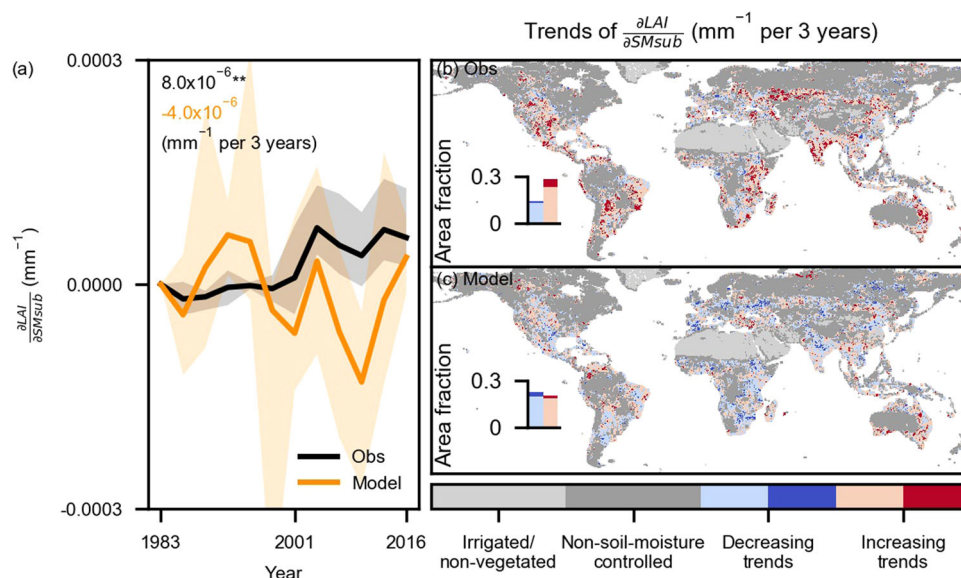 Trends of ∂LAI/∂SMsub (mm⁻¹ per 3 years)
(a)
0.0003
8.0x10⁻⁶**
-4.0x10⁻⁶
(mm⁻¹ per 3 years)
∂LAI/∂SMsub (mm⁻¹)
0.0000
-0.0003
Obs
Model
1983
2001
2016
Year
(b) Obs
Area fraction
0.3
0
(c) Model
Area fraction
0.3
0
Irrigated/
non-vegetated
Non-soil-moisture
controlled
Decreasing
trends
Increasing
trends